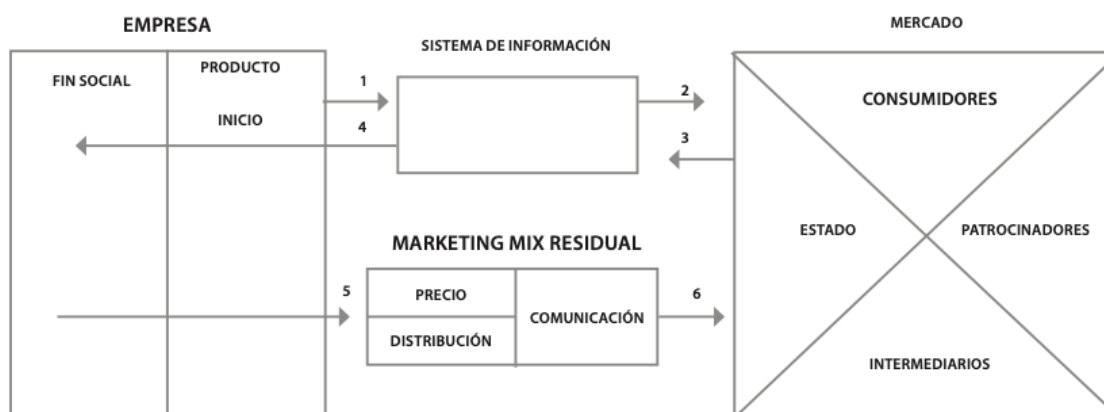 EMPRESA
SISTEMA DE INFORMACIÓN
MERCADO
FIN SOCIAL
PRODUCTO
INICIO
1
4
2
3
CONSUMIDORES
ESTADO
PATROCINADORES
INTERMEDIARIOS
MARKETING MIX RESIDUAL
5
PRECIO
DISTRIBUCIÓN
COMUNICACIÓN
6